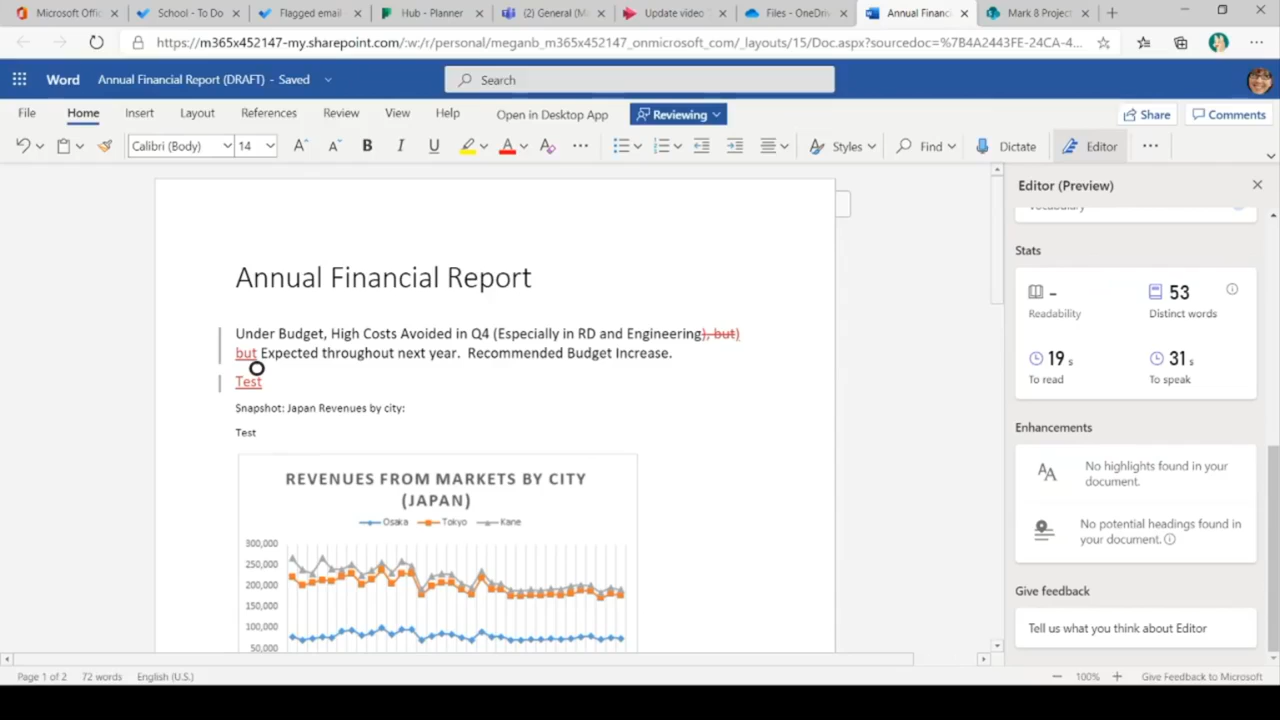 Microsoft Offic
School - To Do
Flagged email
Hub - Planner
(2) General (M
Update video
Files - OneDriv
Annual Financ
Mark 8 Project
https://m365x452147-my.sharepoint.com/:w:/r/personal/meganb_m365x452147_onmicrosoft_com/_layouts/15/Doc.aspx?sourcedoc=%7B4A2443FE-24CA-4...
Word Annual Financial Report (DRAFT) - Saved
Search
File Home Insert Layout References Review View Help Open in Desktop App Reviewing Share Comments
Calibri (Body) 14 A A B I U A Styles Find Dictate Editor
Editor (Preview)
Vocabulary
Stats
- 53
Readability Distinct words
19 s 31 s
To read To speak
Enhancements
No highlights found in your
document.
No potential headings found in
your document.
Give feedback
Tell us what you think about Editor
Annual Financial Report
Under Budget, High Costs Avoided in Q4 (Especially in RD and Engineering), but)
but Expected throughout next year. Recommended Budget Increase.
Test
Snapshot: Japan Revenues by city:
Test
REVENUES FROM MARKETS BY CITY
(JAPAN)
Osaka Tokyo Kane
300,000
250,000
200,000
150,000
100,000
50,000
Page 1 of 2 72 words English (U.S.) 100% Give Feedback to Microsoft